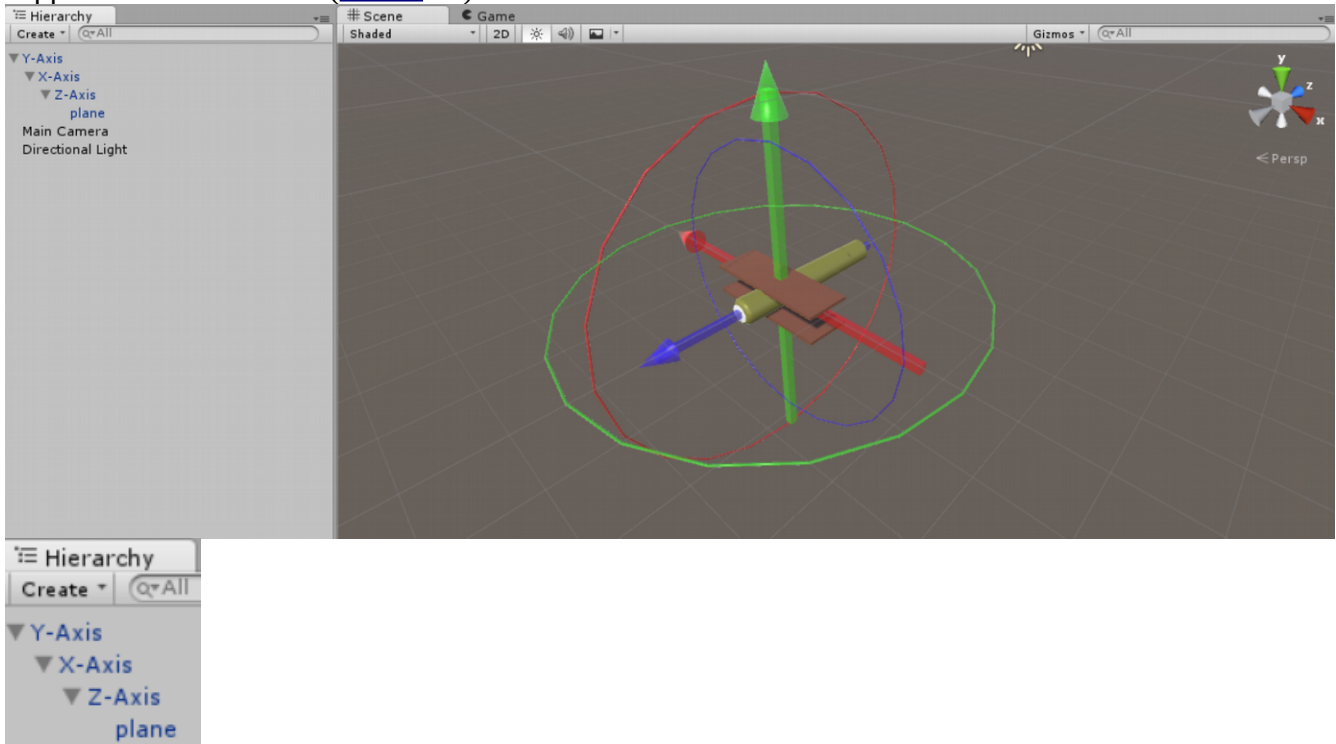 Hierarchy
Create All
Y-Axis
X-Axis
Z-Axis
plane
Main Camera
Directional Light
Scene Game
Shaded 2D Gizmos All
y
z
x
Persp
Hierarchy
Create All
Y-Axis
X-Axis
Z-Axis
plane